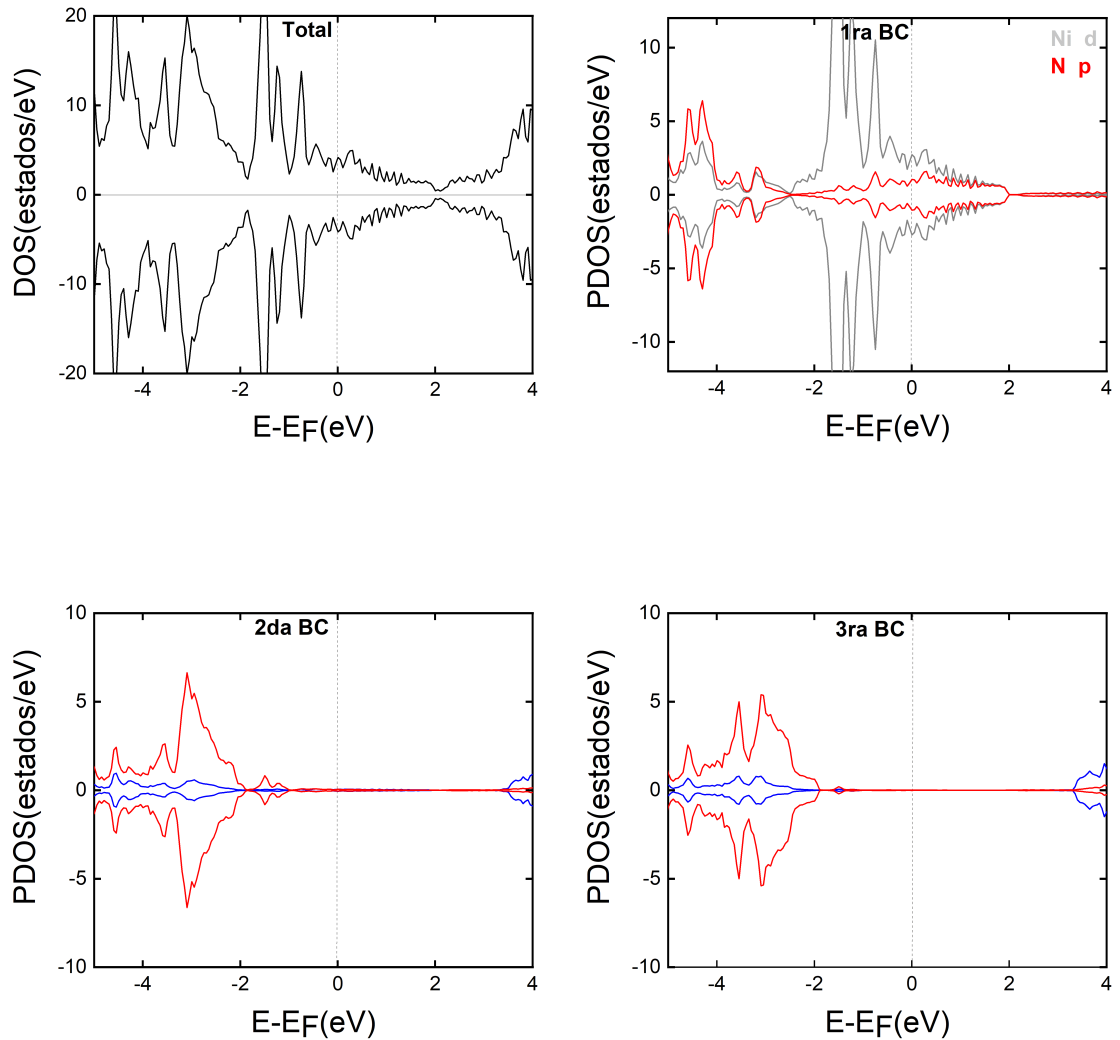 Total
20
10
0
-10
-20
DOS(estados/eV)
-4
-2
0
2
4
E-EF(eV)
1ra BC
Ni d
N p
10
5
0
-5
-10
PDOS(estados/eV)
-4
-2
0
2
4
E-EF(eV)
2da BC
10
5
0
-5
-10
PDOS(estados/eV)
-4
-2
0
2
4
E-EF(eV)
3ra BC
10
5
0
-5
-10
PDOS(estados/eV)
-4
-2
0
2
4
E-EF(eV)